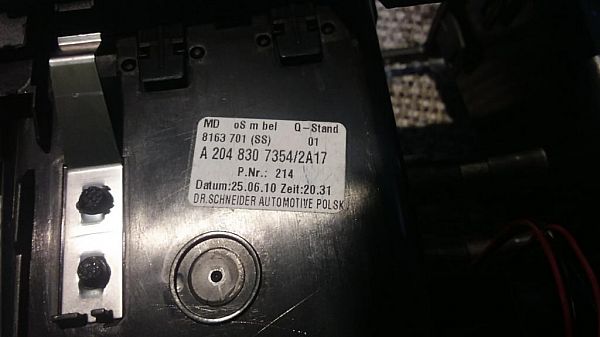 MD oS m bel Q-Stand
8163 701 (SS) 01
A 204 830 7354/2A17
P.Nr.: 214
Datum:25.06.10 Zeit:20.31
DR.SCHNEIDER AUTOMOTIVE POLSK